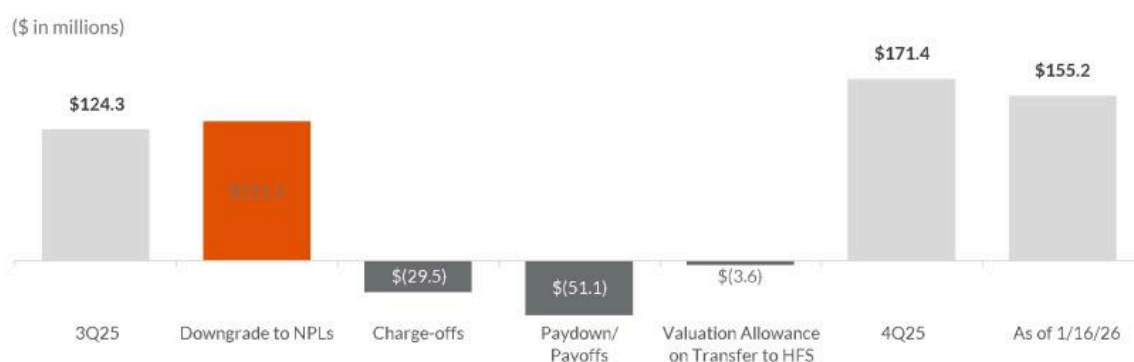 ($ in millions)
$124.3
$(29.5)
$(51.1)
$(3.6)
$171.4
$155.2
3Q25
Downgrade to NPLs
Charge-offs
Paydown/
Payoffs
Valuation Allowance
on Transfer to HFS
4Q25
As of 1/16/26